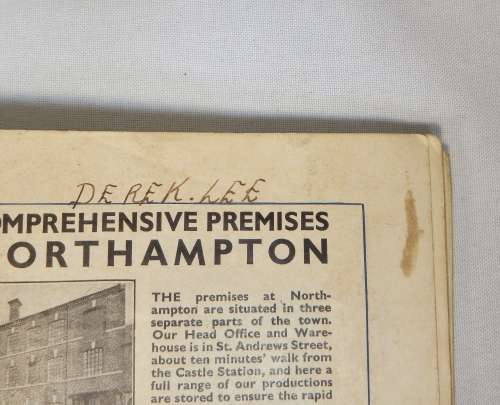 DEREK. LEE
OMPREHENSIVE PREMISES
ORTHAMPTON
THE premises at North-
ampton are situated in three
separate parts of the town.
Our Head Office and Ware-
house is in St. Andrews Street,
about ten minutes' walk from
the Castle Station, and here a
full range of our productions
are stored to ensure the rapid